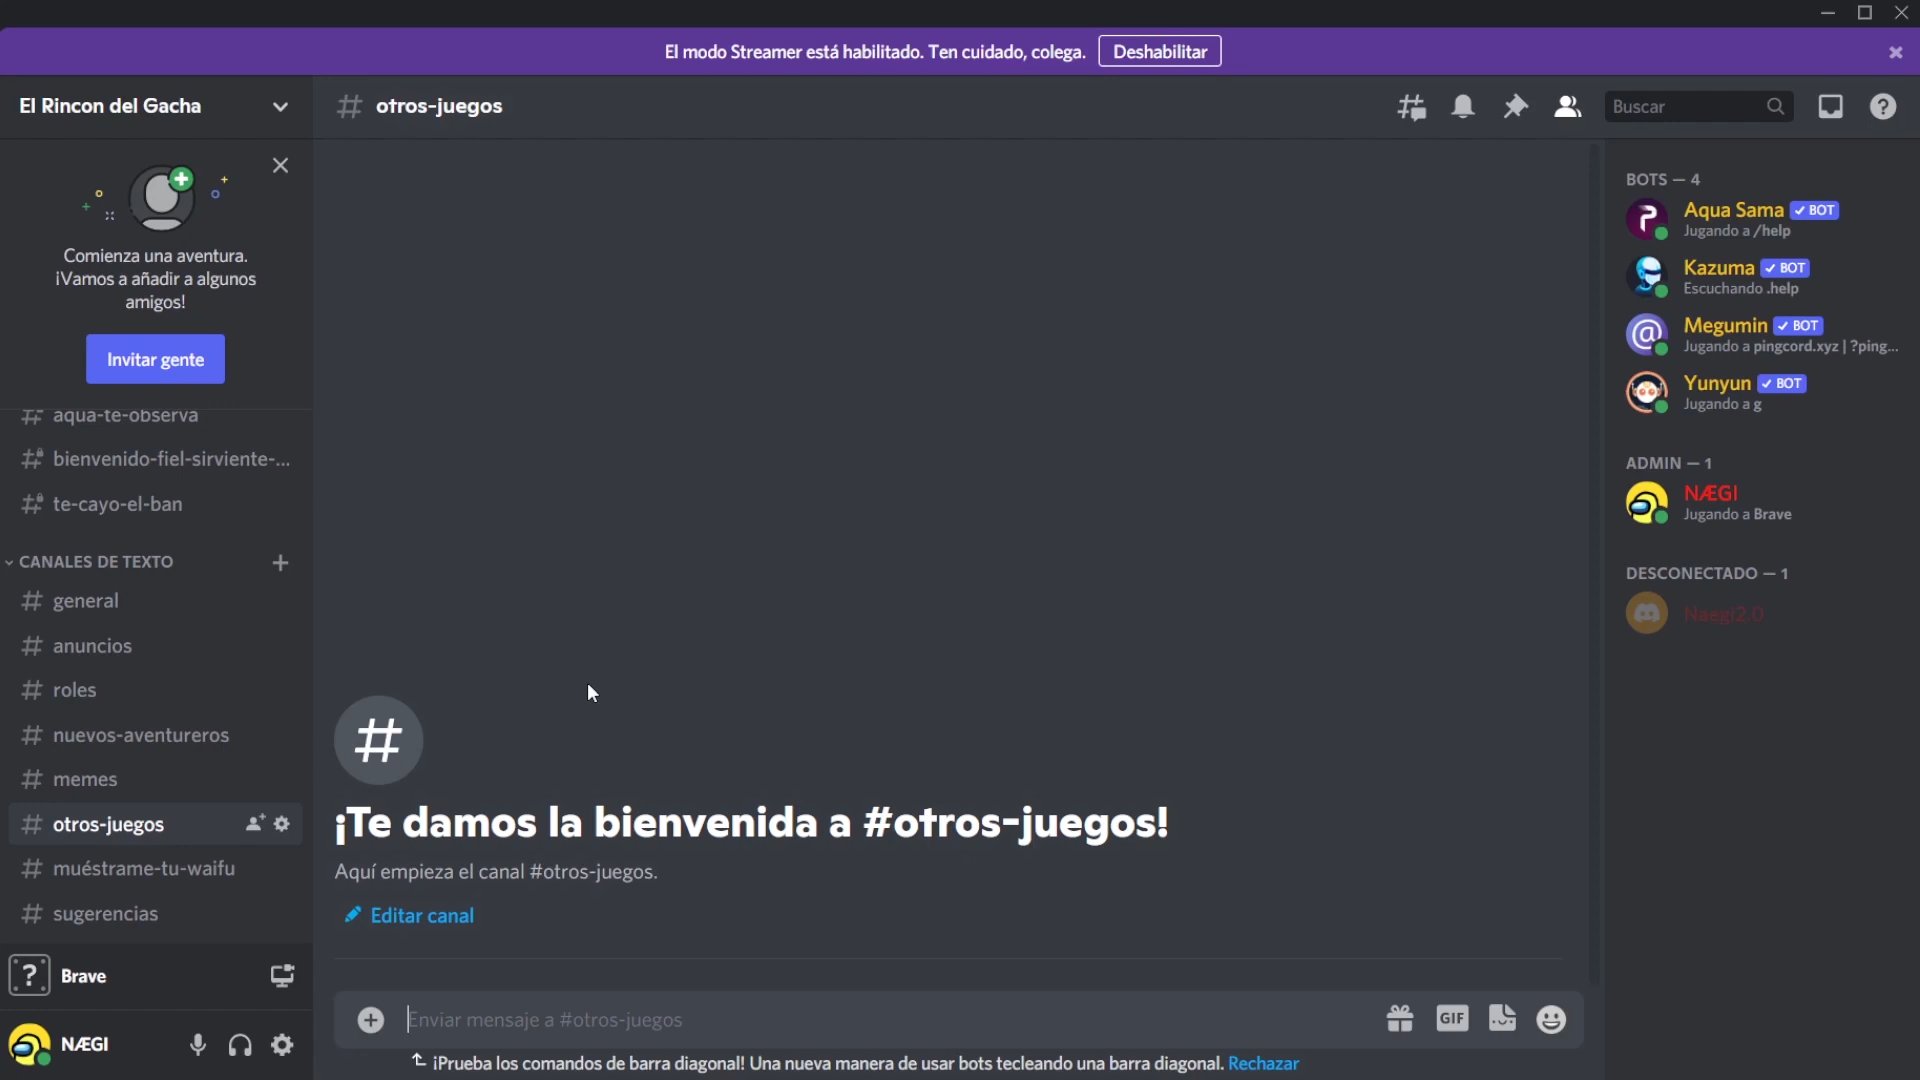 El modo Streamer está habilitado. Ten cuidado, colega. Deshabilitar
El Rincon del Gacha
otros-juegos
Buscar
Comienza una aventura.
¡Vamos a añadir a algunos
amigos!
Invitar gente
aqua-te-observa
bienvenido-fiel-sirviente-...
te-cayo-el-ban
CANALES DE TEXTO
general
anuncios
roles
nuevos-aventureros
memes
otros-juegos
muéstrame-tu-waifu
sugerencias
? Brave
NÆGI
#
¡Te damos la bienvenida a #otros-juegos!
Aquí empieza el canal #otros-juegos.
Editar canal
Enviar mensaje a #otros-juegos
GIF
¡Prueba los comandos de barra diagonal! Una nueva manera de usar bots tecleando una barra diagonal. Rechazar
BOTS — 4
Aqua Sama BOT
Jugando a /help
Kazuma BOT
Escuchando .help
Megumin BOT
Jugando a pingcord.xyz | ?ping...
Yunyun BOT
Jugando a g
ADMIN — 1
NÆGI
Jugando a Brave
DESCONECTADO — 1
Naegi2.0